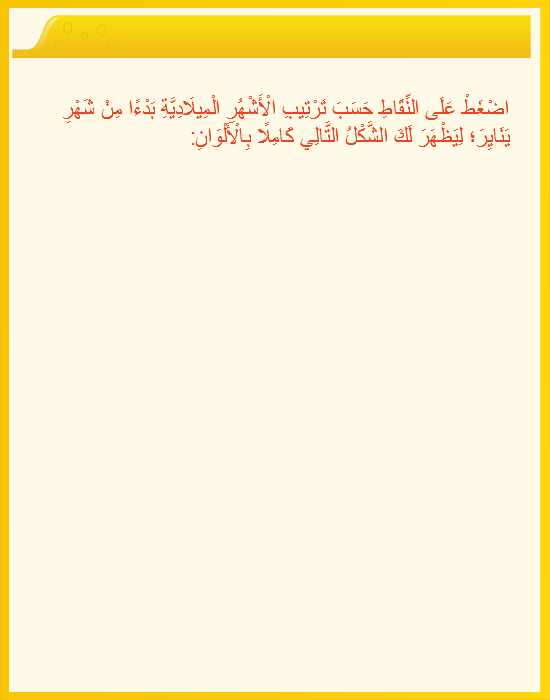 اضْغَطْ عَلَى النِّقَاطِ حَسَبَ تَرْتِيبِ الْأَشْهُرِ الْمِيلَادِيَّةِ بَدْءًا مِنْ شَهْرِ
يَنَايِرَ؛ لِيَظْهَرَ لَكَ الشَّكْلُ التَّالِي كَامِلًا بِالْأَلْوَانِ: